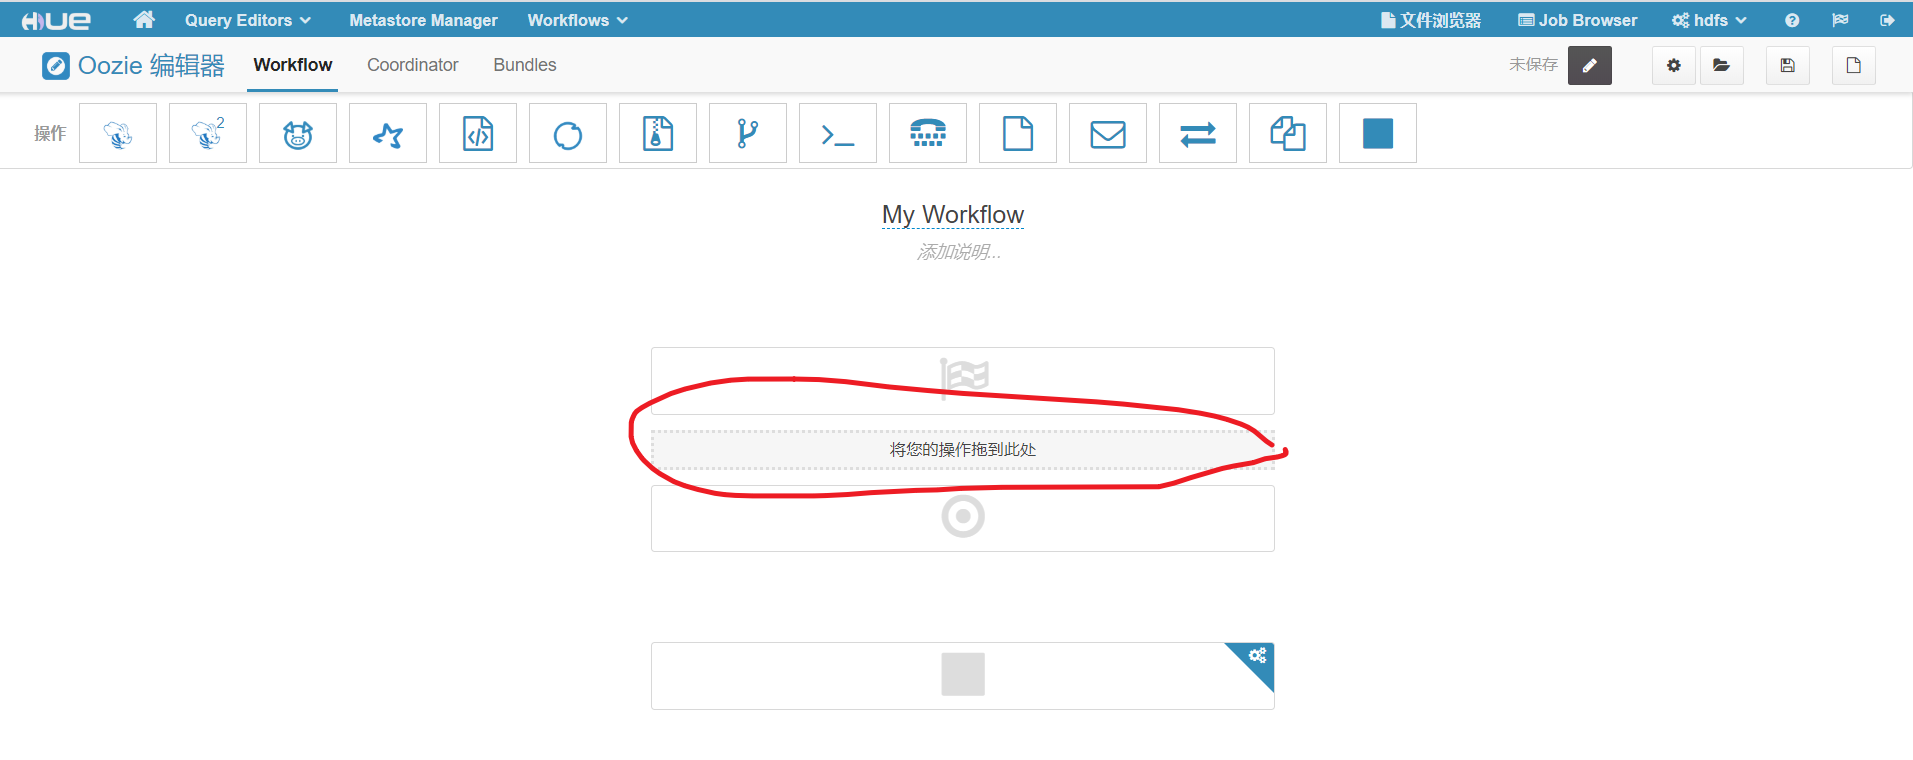 HUE Query Editors Metastore Manager Workflows 文件浏览器 Job Browser hdfs
Oozie 编辑器 Workflow Coordinator Bundles 未保存
操作 2
My Workflow
添加说明...
将您的操作拖到此处